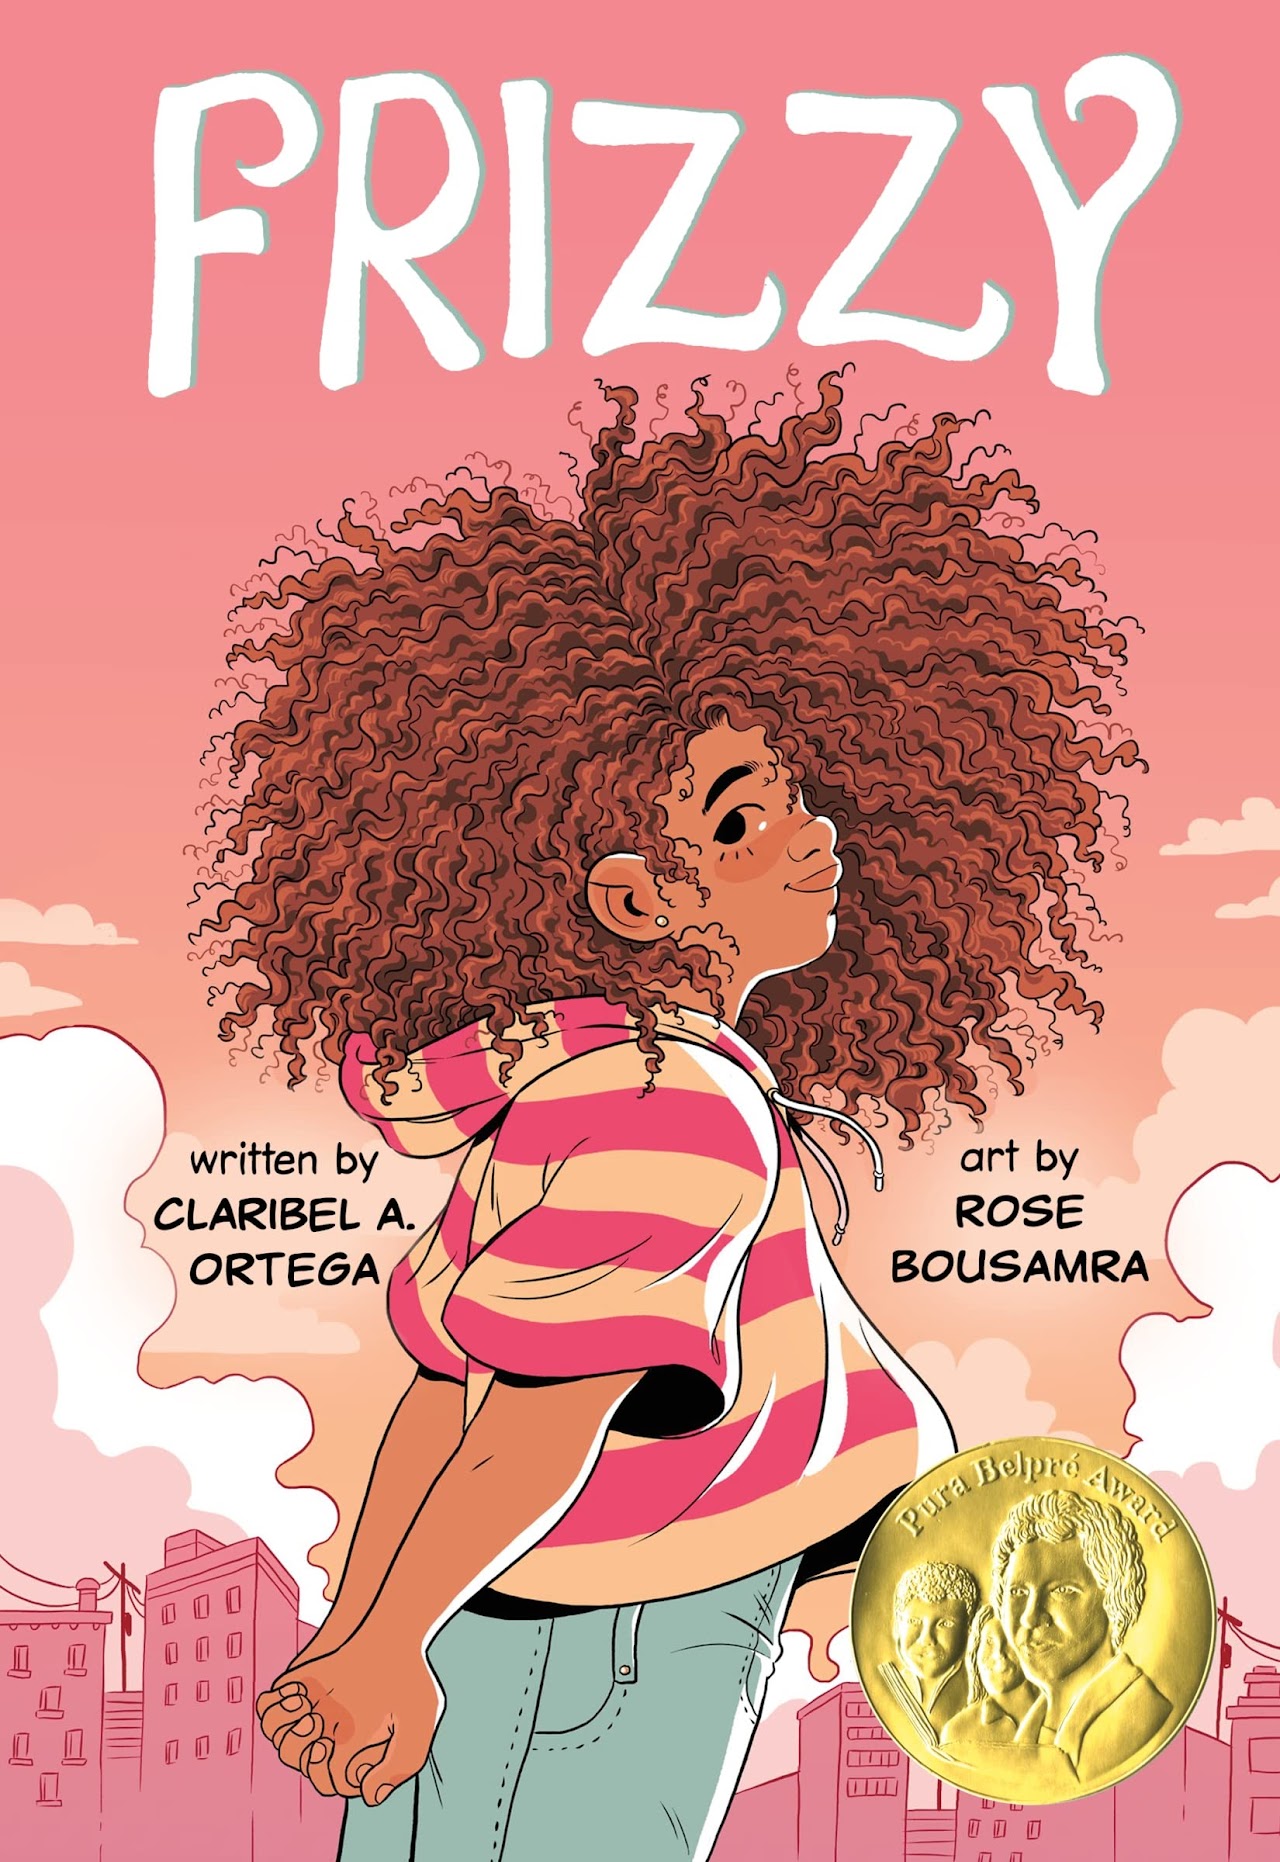 FRIZZY
written by
CLARIBEL A.
ORTEGA
art by
ROSE
BOUSAMRA
Pura Belpré Award